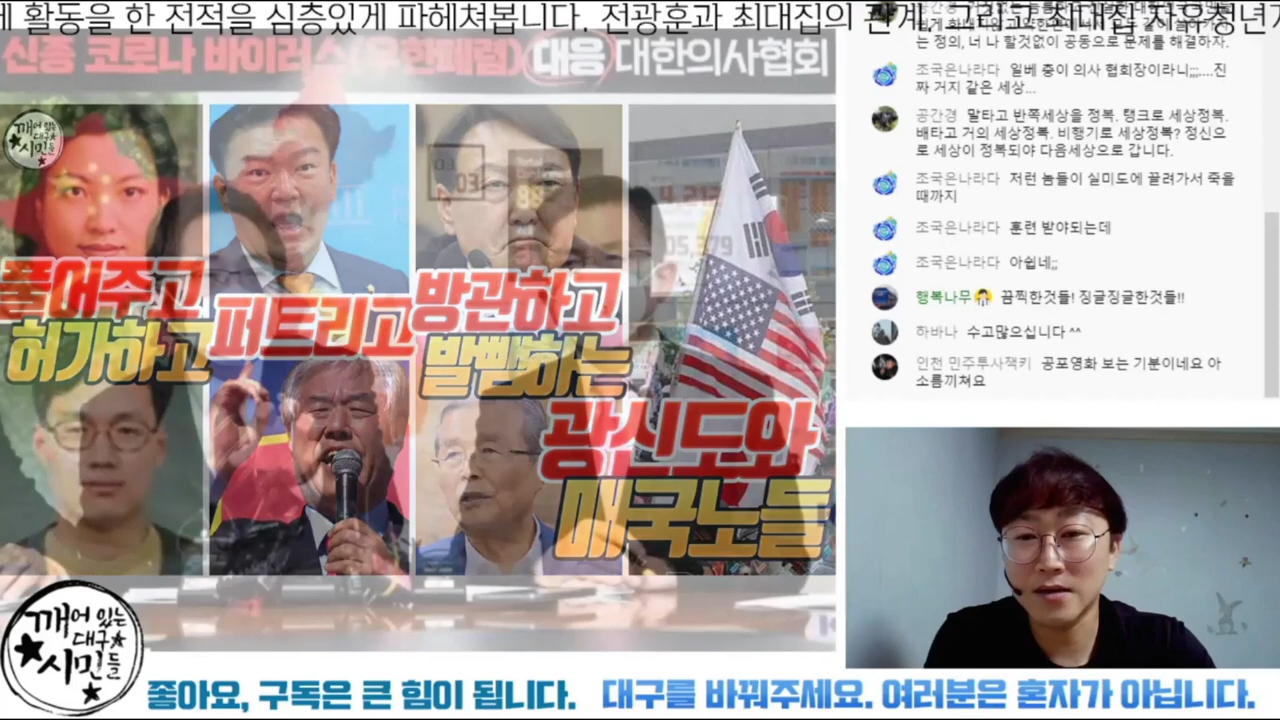 게 활동을 한 전적을 심층있게 파헤쳐봅니다. 전광훈과 최대집의 관계, 그리고 최대집 자유청년
신종 코로나 바이러스 대응 대한의사협회
깨어 있는
대구
시민들
풀어주고
허가하고
퍼트리고
방관하고
발뺌하는
광신도와
매국노들
는 정의, 너 나 할것없이 공동으로 문제를 해결하자.
조국은나라다 일베 충이 의사 협회장이라니;;;....진
짜 거지 같은 세상...
공간경 말타고 반쪽세상을 정복. 탱크로 세상정복.
배타고 거의 세상정복. 비행기로 세상정복? 정신으
로 세상이 정복되야 다음세상으로 갑니다.
조국은나라다 저런 놈들이 실미도에 끌려가서 죽을
때까지
조국은나라다 훈련 받아야되는데
조국은나라다 아쉽네;;
행복나무 끔찍한것들! 징글징글한것들!!
하바나 수고많으십니다 ^^
인천 민주투사잭키 공포영화 보는 기분이네요 아
소름끼쳐요
깨어 있는
대구
시민들
좋아요, 구독은 큰 힘이 됩니다. 대구를 바꿔주세요. 여러분은 혼자가 아닙니다.